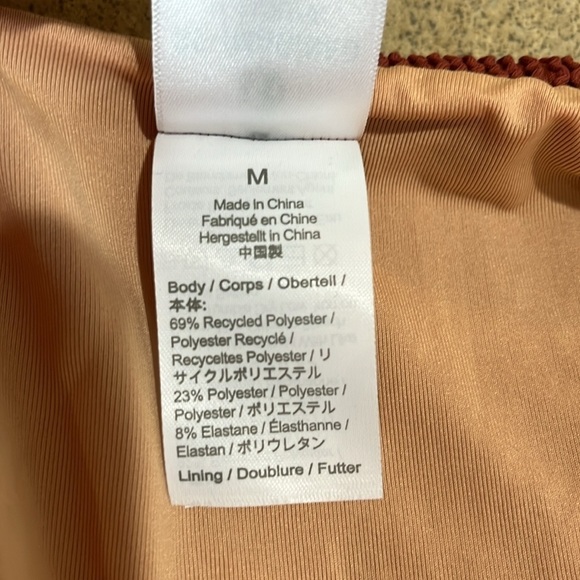 M
Made in China
Fabriqué en Chine
Hergestellt in China
中国製
Body / Corps / Oberteil /
本体:
69% Recycled Polyester /
Polyester Recyclé /
Recyceltes Polyester / リ
サイクルポリエステル
23% Polyester / Polyester /
Polyester / ポリエステル
8% Elastane / Élasthanne /
Elastan / ポリウレタン
Lining / Doublure / Futter